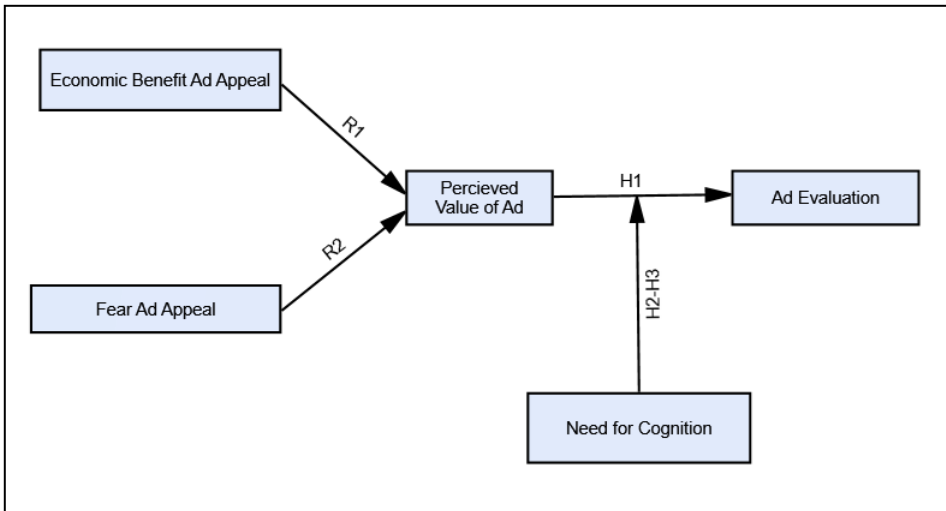 Economic Benefit Ad Appeal
R1
Percieved
Value of Ad
H1
Ad Evaluation
R2
Fear Ad Appeal
H2-H3
Need for Cognition